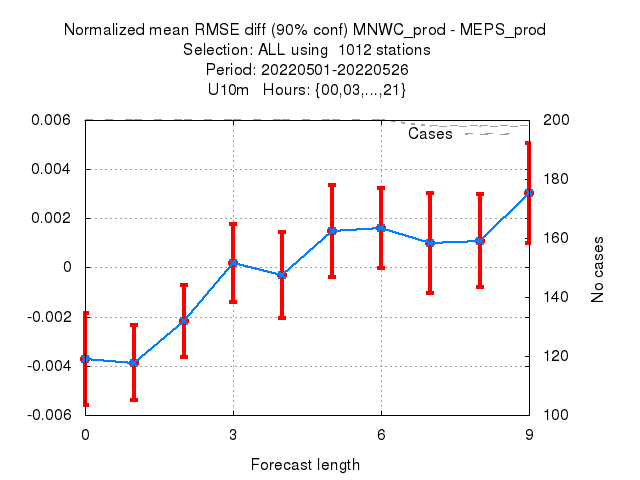 Normalized mean RMSE diff (90% conf) MNWC_prod - MEPS_prod
Selection: ALL using  1012 stations
Period: 20220501-20220526
U10m   Hours: {00,03,...,21}
0.006
0.004
0.002
0
-0.002
-0.004
-0.006
Cases
200
180
160
140
120
100
No cases
0 3 6 9
Forecast length